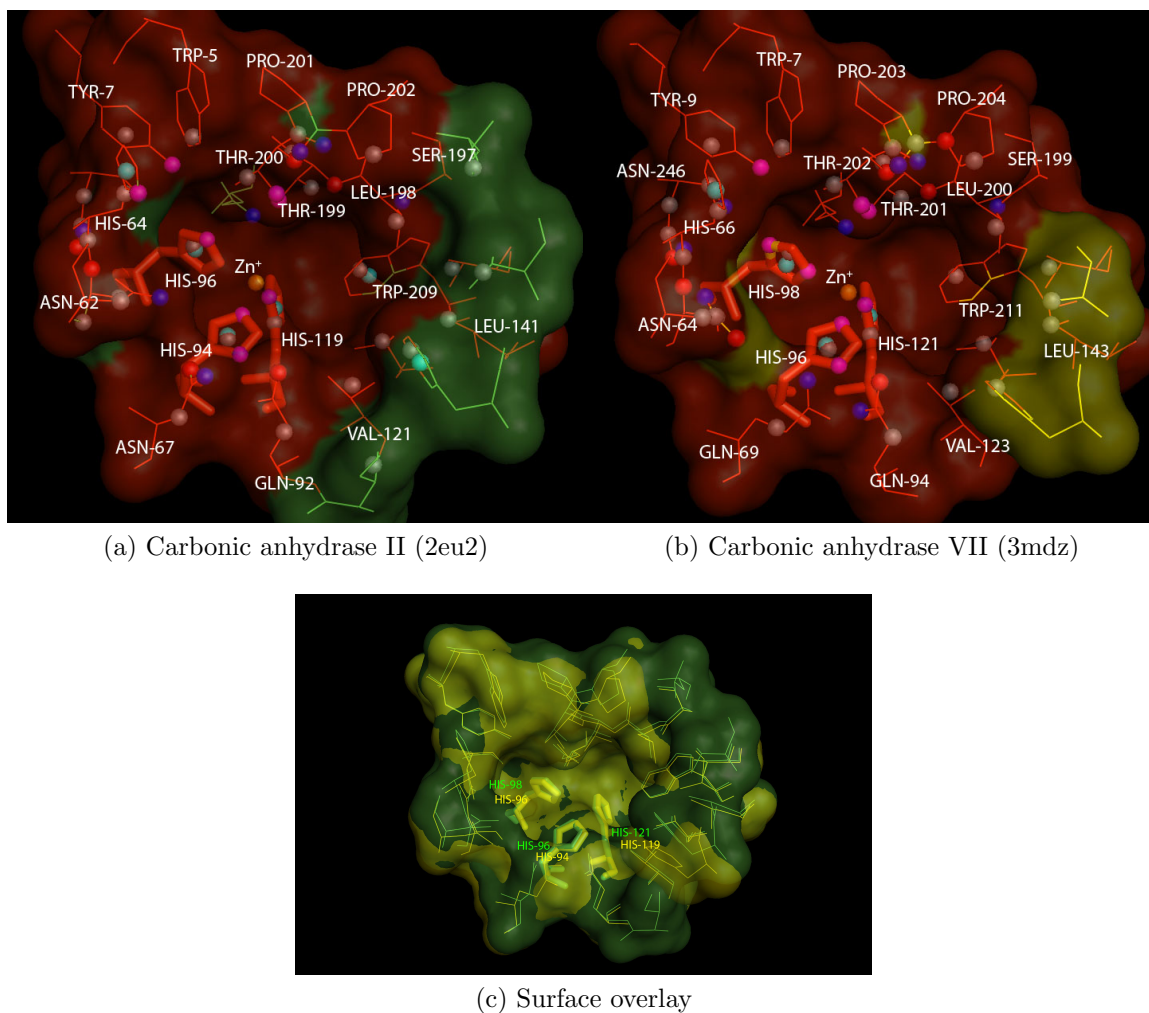 TRP-5
PRO-201
TYR-7
PRO-202
THR-200
SER-197
LEU-198
THR-199
HIS-64
Zn⁺
HIS-96
TRP-209
ASN-62
LEU-141
HIS-119
HIS-94
VAL-121
ASN-67
GLN-92
TRP-7
PRO-203
TYR-9
PRO-204
ASN-246
THR-202
SER-199
LEU-200
THR-201
HIS-66
Zn⁺
HIS-98
TRP-211
ASN-64
HIS-121
LEU-143
HIS-96
VAL-123
GLN-69
GLN-94
(a) Carbonic anhydrase II (2eu2)
(b) Carbonic anhydrase VII (3mdz)
HIS-98
HIS-96
HIS-121
HIS-96
HIS-119
HIS-94
(c) Surface overlay